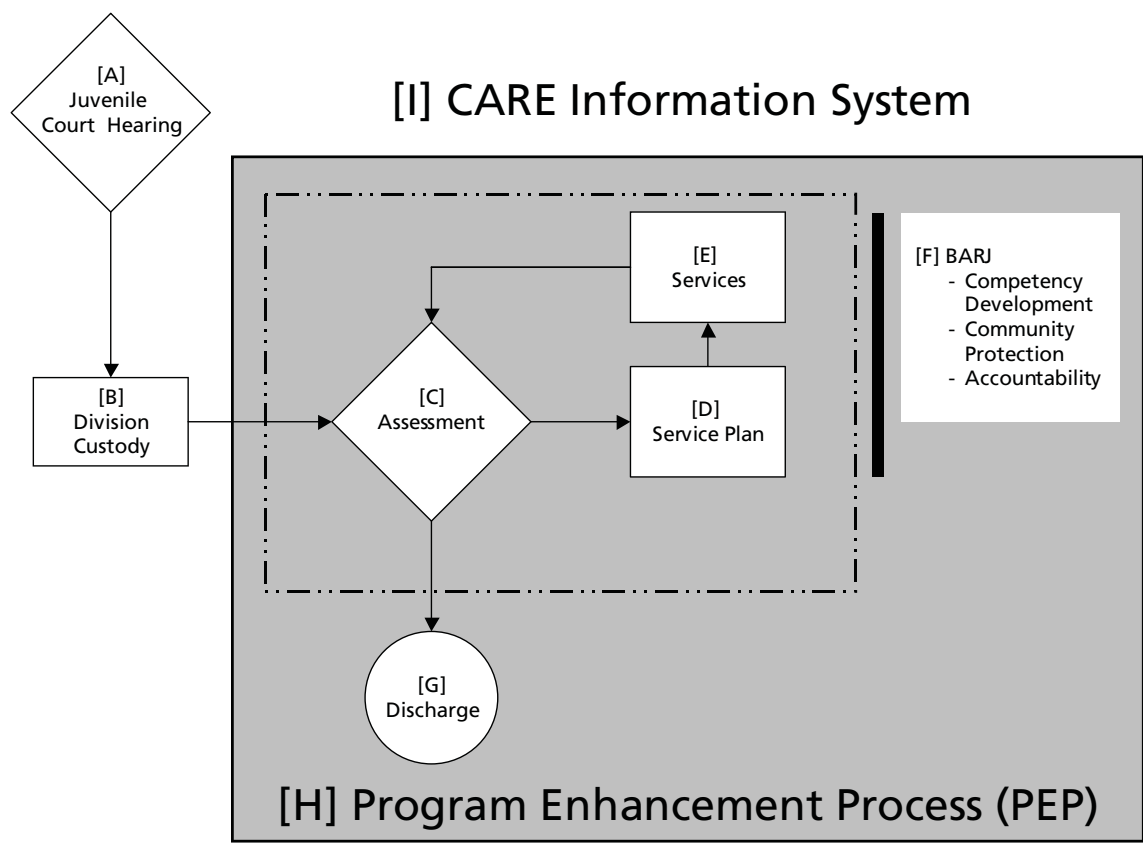 [A]
Juvenile
Court Hearing
[I] CARE Information System
[E]
Services
[F] BARJ
- Competency
Development
- Community
Protection
- Accountability
[B]
Division
Custody
[C]
Assessment
[D]
Service Plan
[G]
Discharge
[H] Program Enhancement Process (PEP)